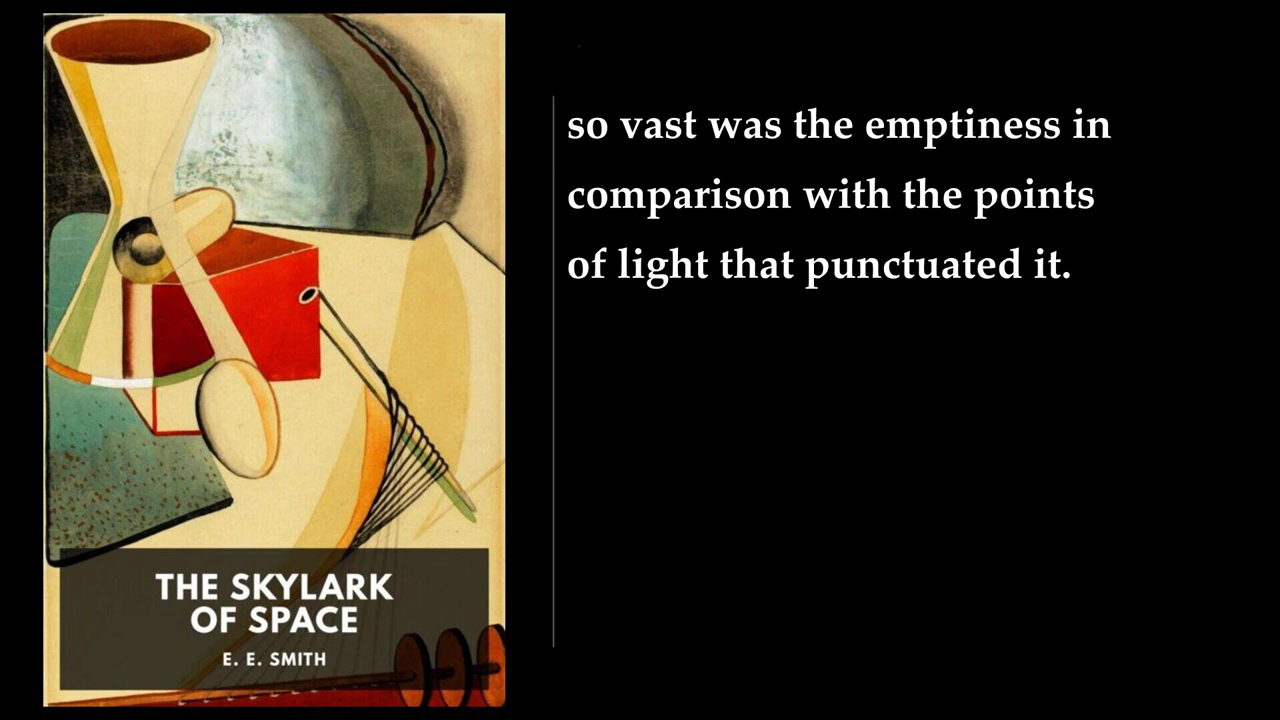 so vast was the emptiness in
comparison with the points
of light that punctuated it.
THE SKYLARK
OF SPACE
E. E. SMITH